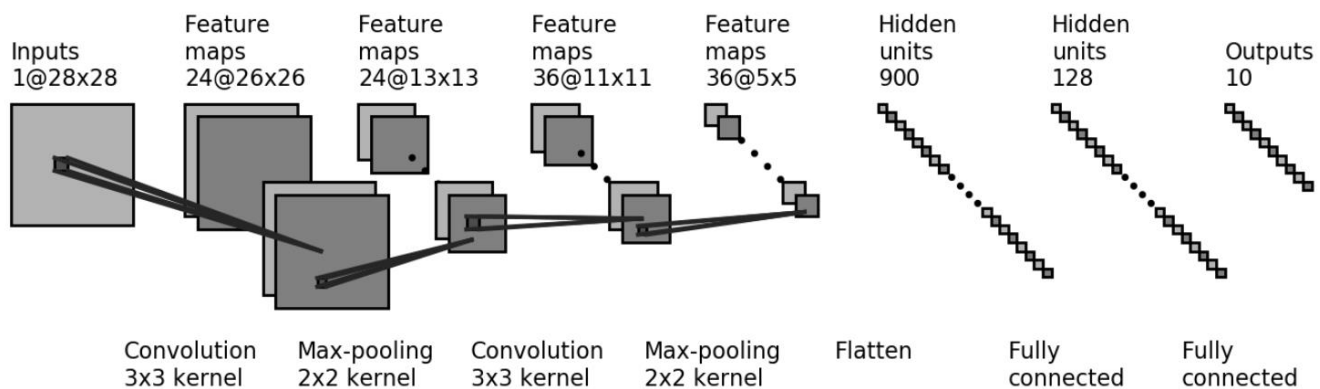 Inputs
1@28x28
Feature
maps
24@26x26
Feature
maps
24@13x13
Feature
maps
36@11x11
Feature
maps
36@5x5
Hidden
units
900
Hidden
units
128
Outputs
10
Convolution
3x3 kernel
Max-pooling
2x2 kernel
Convolution
3x3 kernel
Max-pooling
2x2 kernel
Flatten
Fully
connected
Fully
connected